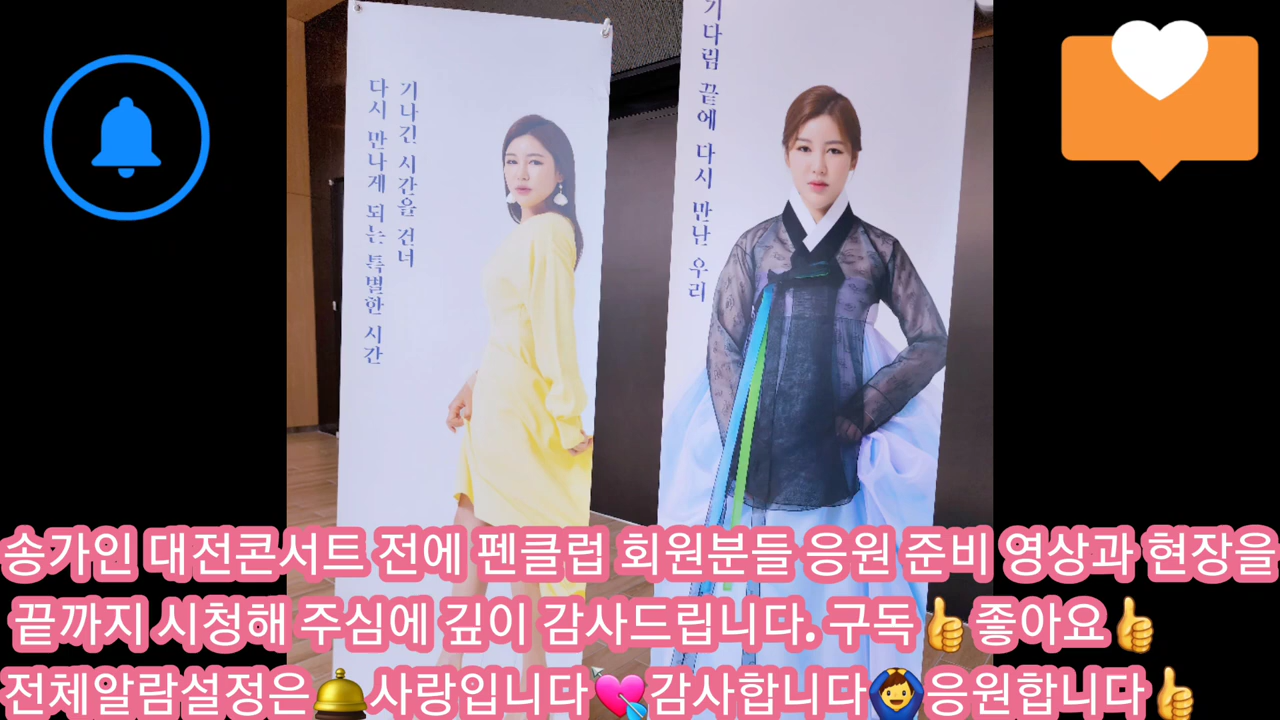 기나긴 시간을 건너
다시 만나게 되는 특별한 시간
기다림 끝에 다시 만난 우리
송가인 대전콘서트 전에 펜클럽 회원분들 응원 준비 영상과 현장을
끝까지 시청해 주심에 깊이 감사드립니다. 구독👍좋아요👍
전체알람설정은🛎️사랑입니다💘감사합니다🙆‍♂️응원합니다👍